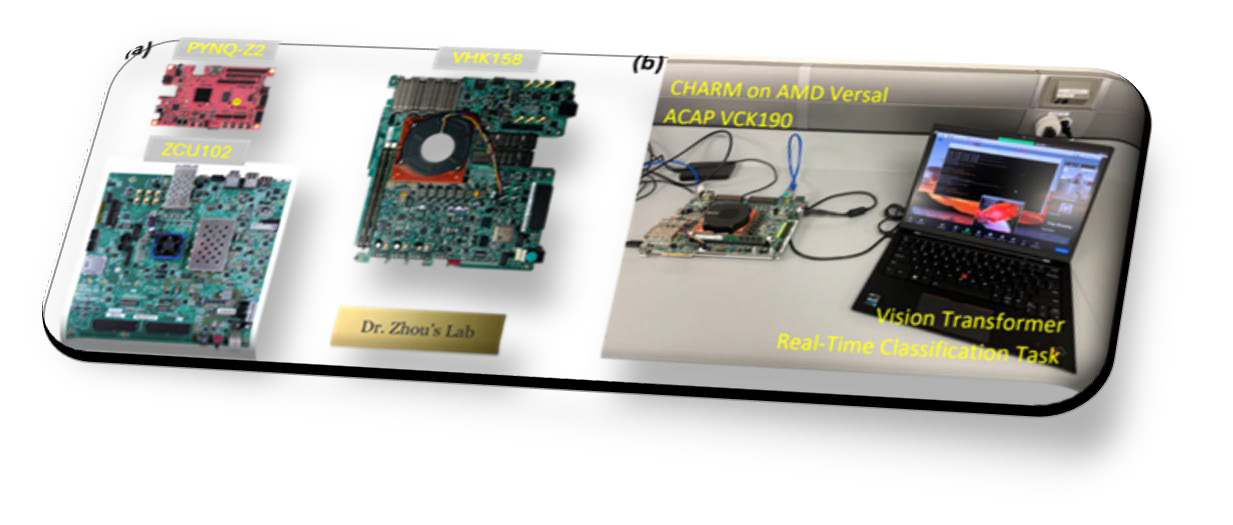 (a)
PYNQ-Z2
ZCU102
VHK158
Dr. Zhou's Lab
(b)
CHARM on AMD Versal
ACAP VCK190
Vision Transformer
Real-Time Classification Task